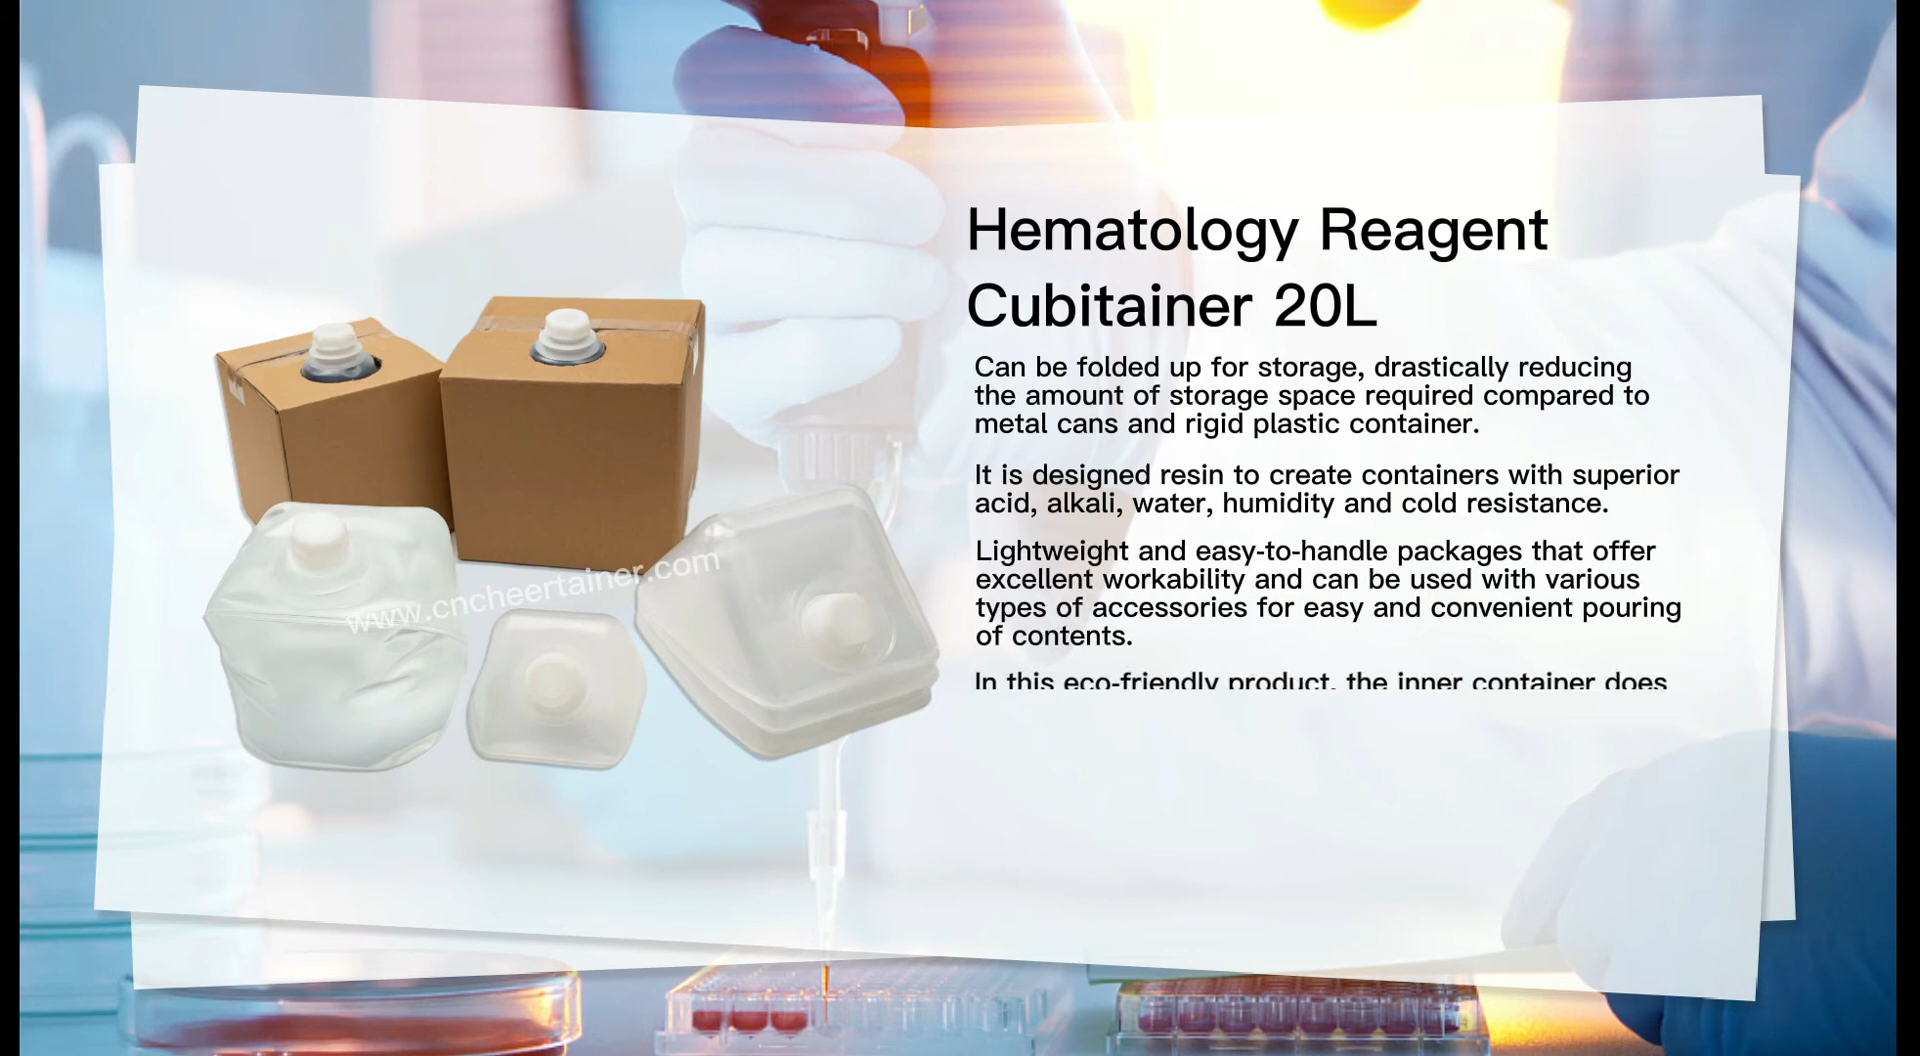 Hematology Reagent
Cubitainer 20L
Can be folded up for storage, drastically reducing
the amount of storage space required compared to
metal cans and rigid plastic container.
It is designed resin to create containers with superior
acid, alkali, water, humidity and cold resistance.
Lightweight and easy-to-handle packages that offer
excellent workability and can be used with various
types of accessories for easy and convenient pouring
of contents.
In this eco-friendly product, the inner container does
www.cncheertainer.com